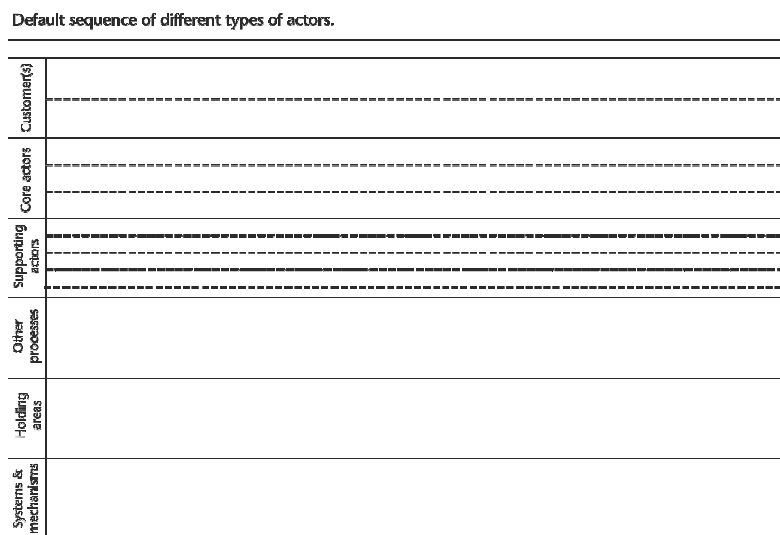 Default sequence of different types of actors.
Customer(s)
Core actors
Supporting
actors
Other
processes
Holding
areas
Systems &
mechanisms